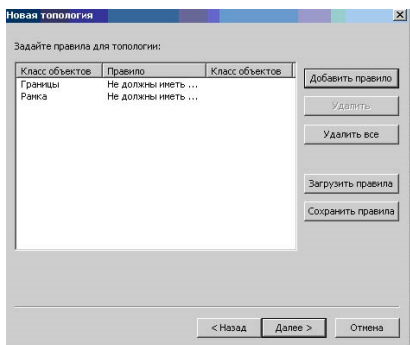 Новая топология
Задайте правила для топологии:
Класс объектов Правило Класс объектов
Границы Не должны иметь ...
Рамка Не должны иметь ...
Добавить правило
Удалить
Удалить все
Загрузить правила
Сохранить правила
< Назад Далее > Отмена